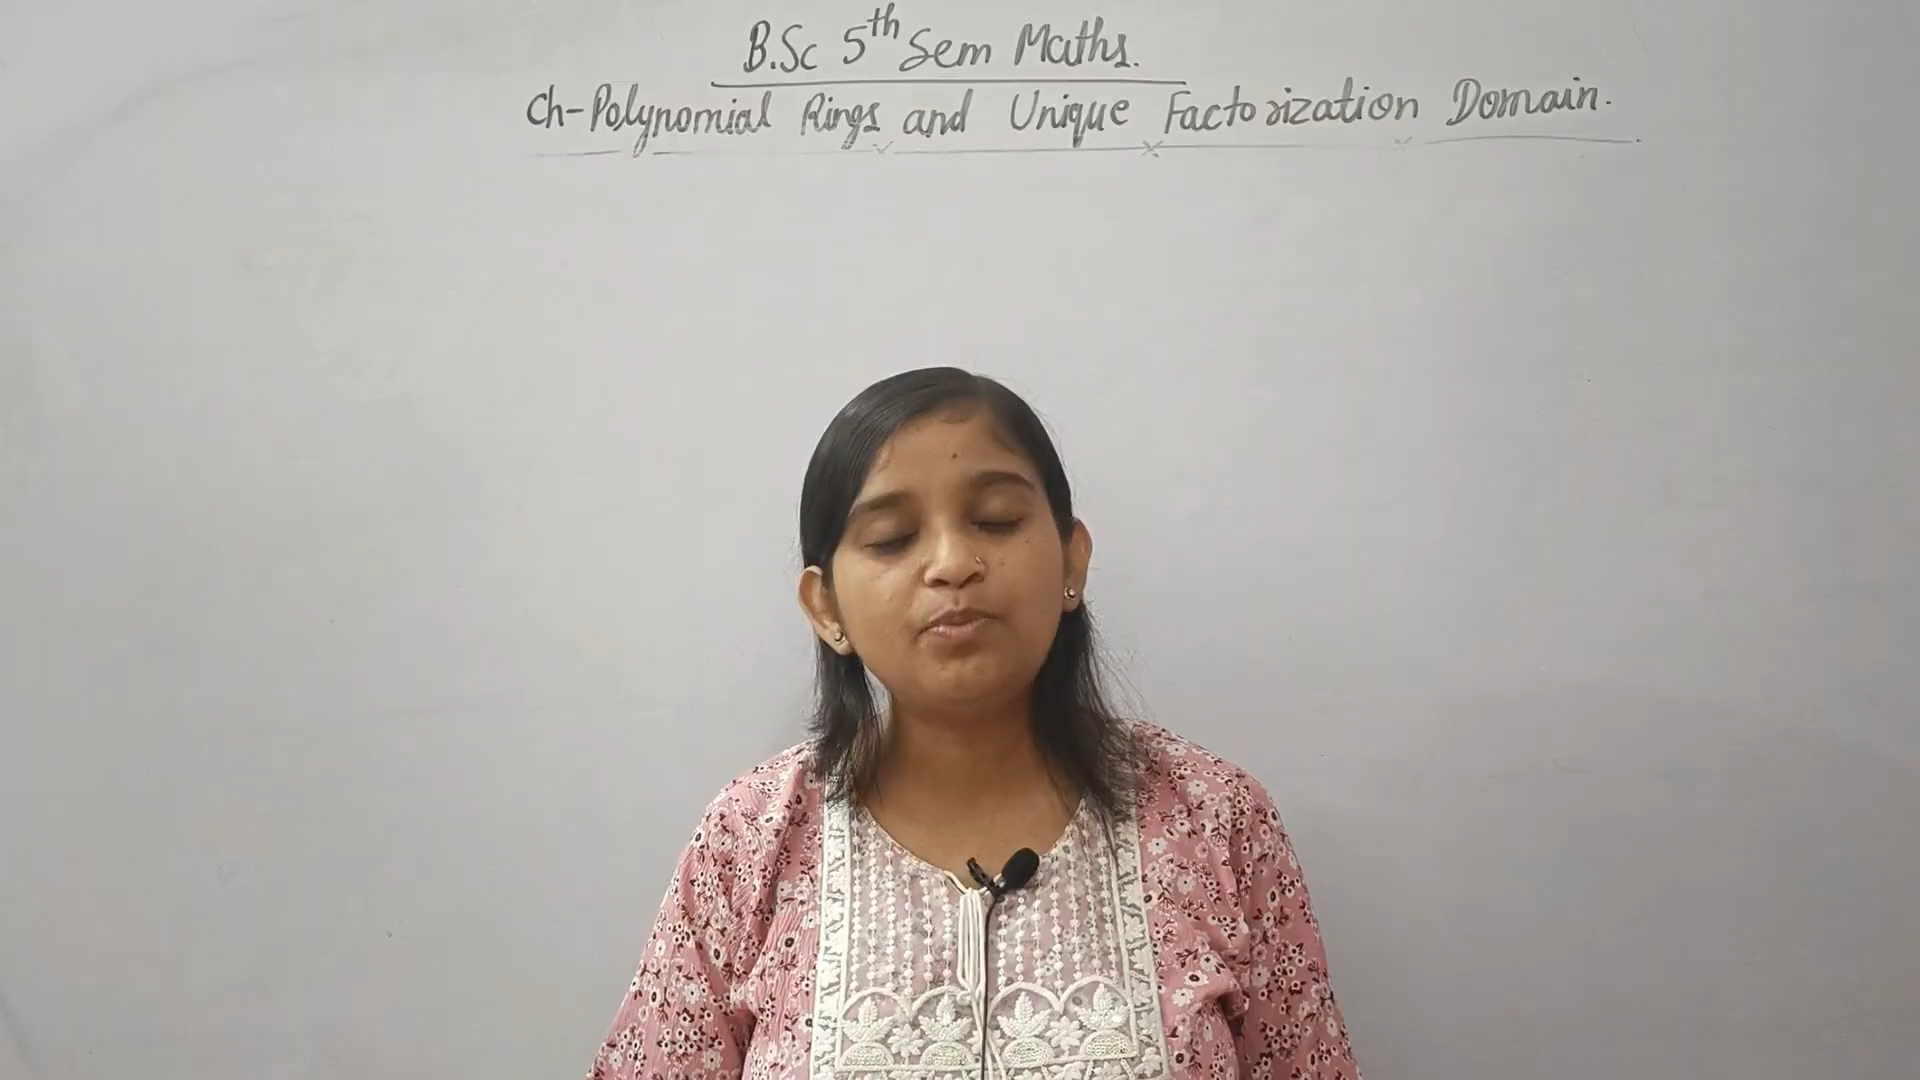 B.Sc 5th Sem Maths.
Ch-Polynomial Rings and Unique Factorization Domain.